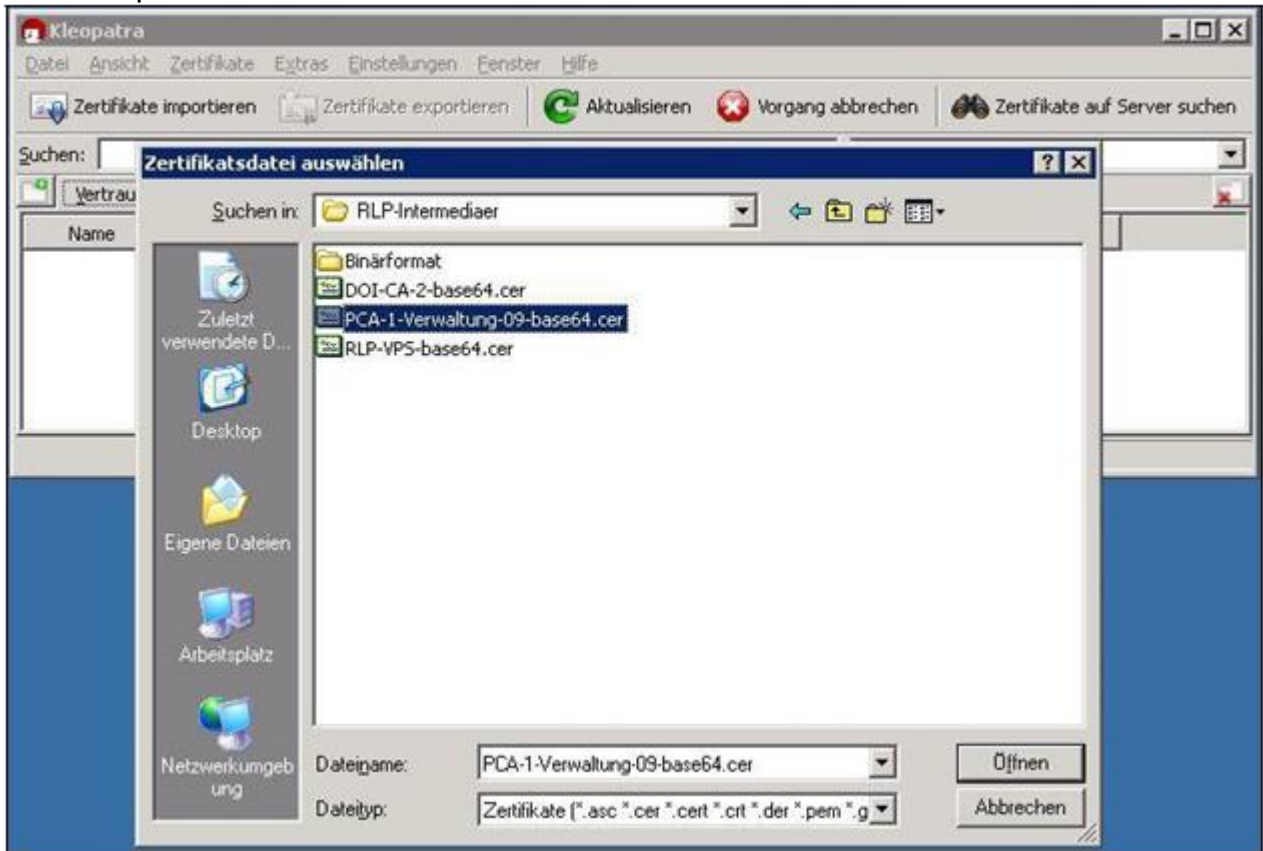 Kleopatra
Datei Ansicht Zertifikate Extras Einstellungen Fenster Hilfe
Zertifikate importieren Zertifikate exportieren Aktualisieren Vorgang abbrechen Zertifikate auf Server suchen
Suchen:
Zertifikatsdatei auswählen
Vertrau
Suchen in: RLP-Intermediaer
Name
Binärformat
DOI-CA-2-base64.cer
PCA-1-Verwaltung-09-base64.cer
RLP-VPS-base64.cer
Zuletzt
verwendete D...
Desktop
Eigene Dateien
Arbeitsplatz
Netzwerkumgeb
ung
Dateiname: PCA-1-Verwaltung-09-base64.cer Öffnen
Dateityp: Zertifikate (*.asc *.cer *.cert *.crt *.der *.pem *.g Abbrechen